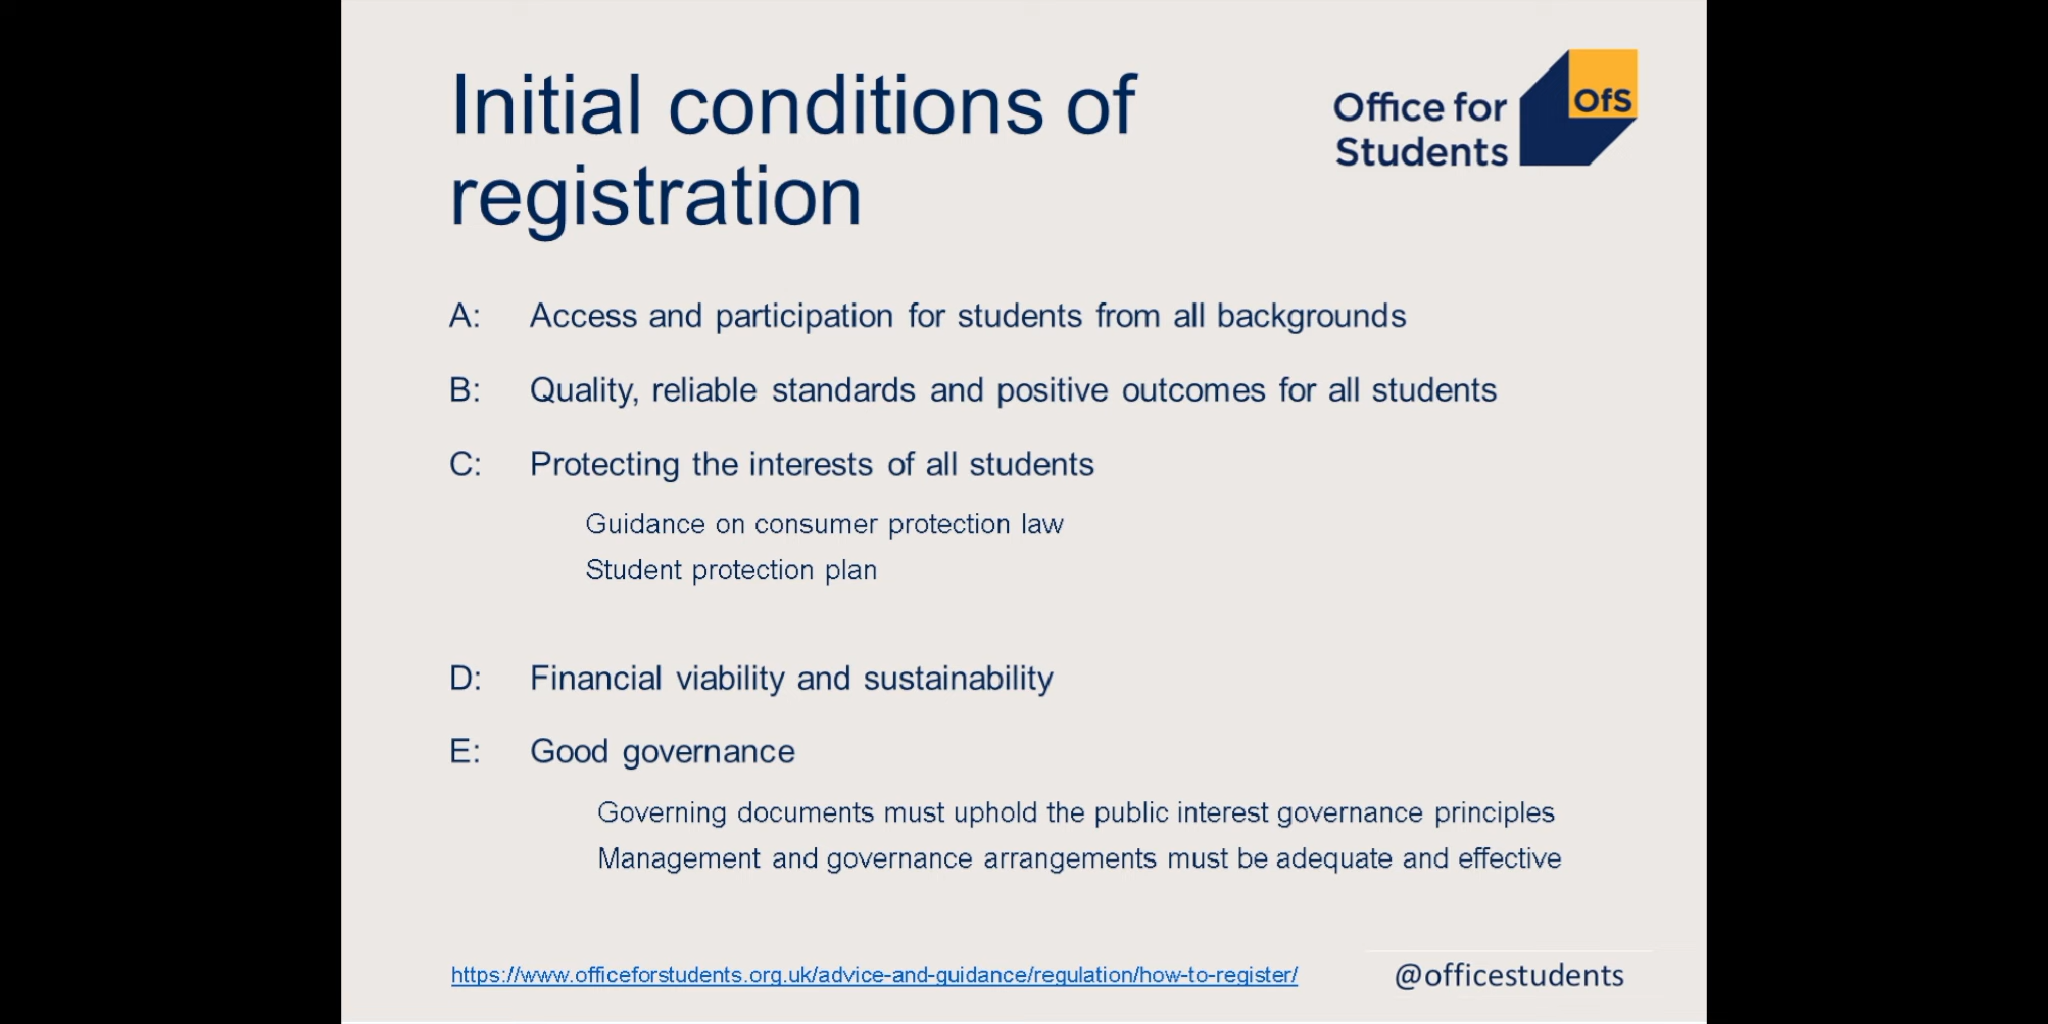 Initial conditions of
registration
Office for
Students
OfS
A: Access and participation for students from all backgrounds
B: Quality, reliable standards and positive outcomes for all students
C: Protecting the interests of all students
Guidance on consumer protection law
Student protection plan
D: Financial viability and sustainability
E: Good governance
Governing documents must uphold the public interest governance principles
Management and governance arrangements must be adequate and effective
https://www.officeforstudents.org.uk/advice-and-guidance/regulation/how-to-register/
@officestudents